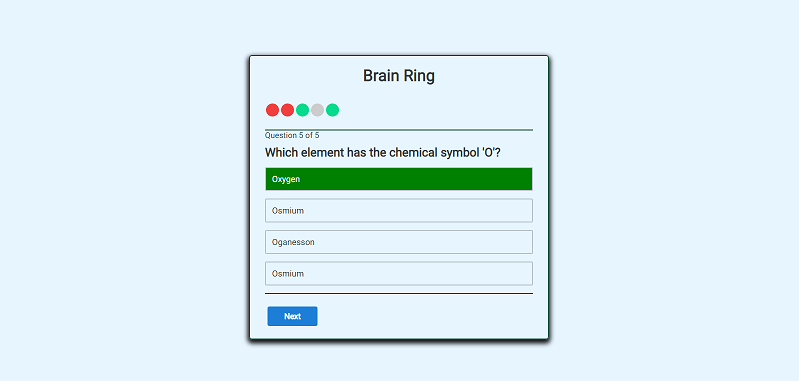 Brain Ring
Question 5 of 5
Which element has the chemical symbol 'O'?
Oxygen
Osmium
Oganesson
Osmium
Next